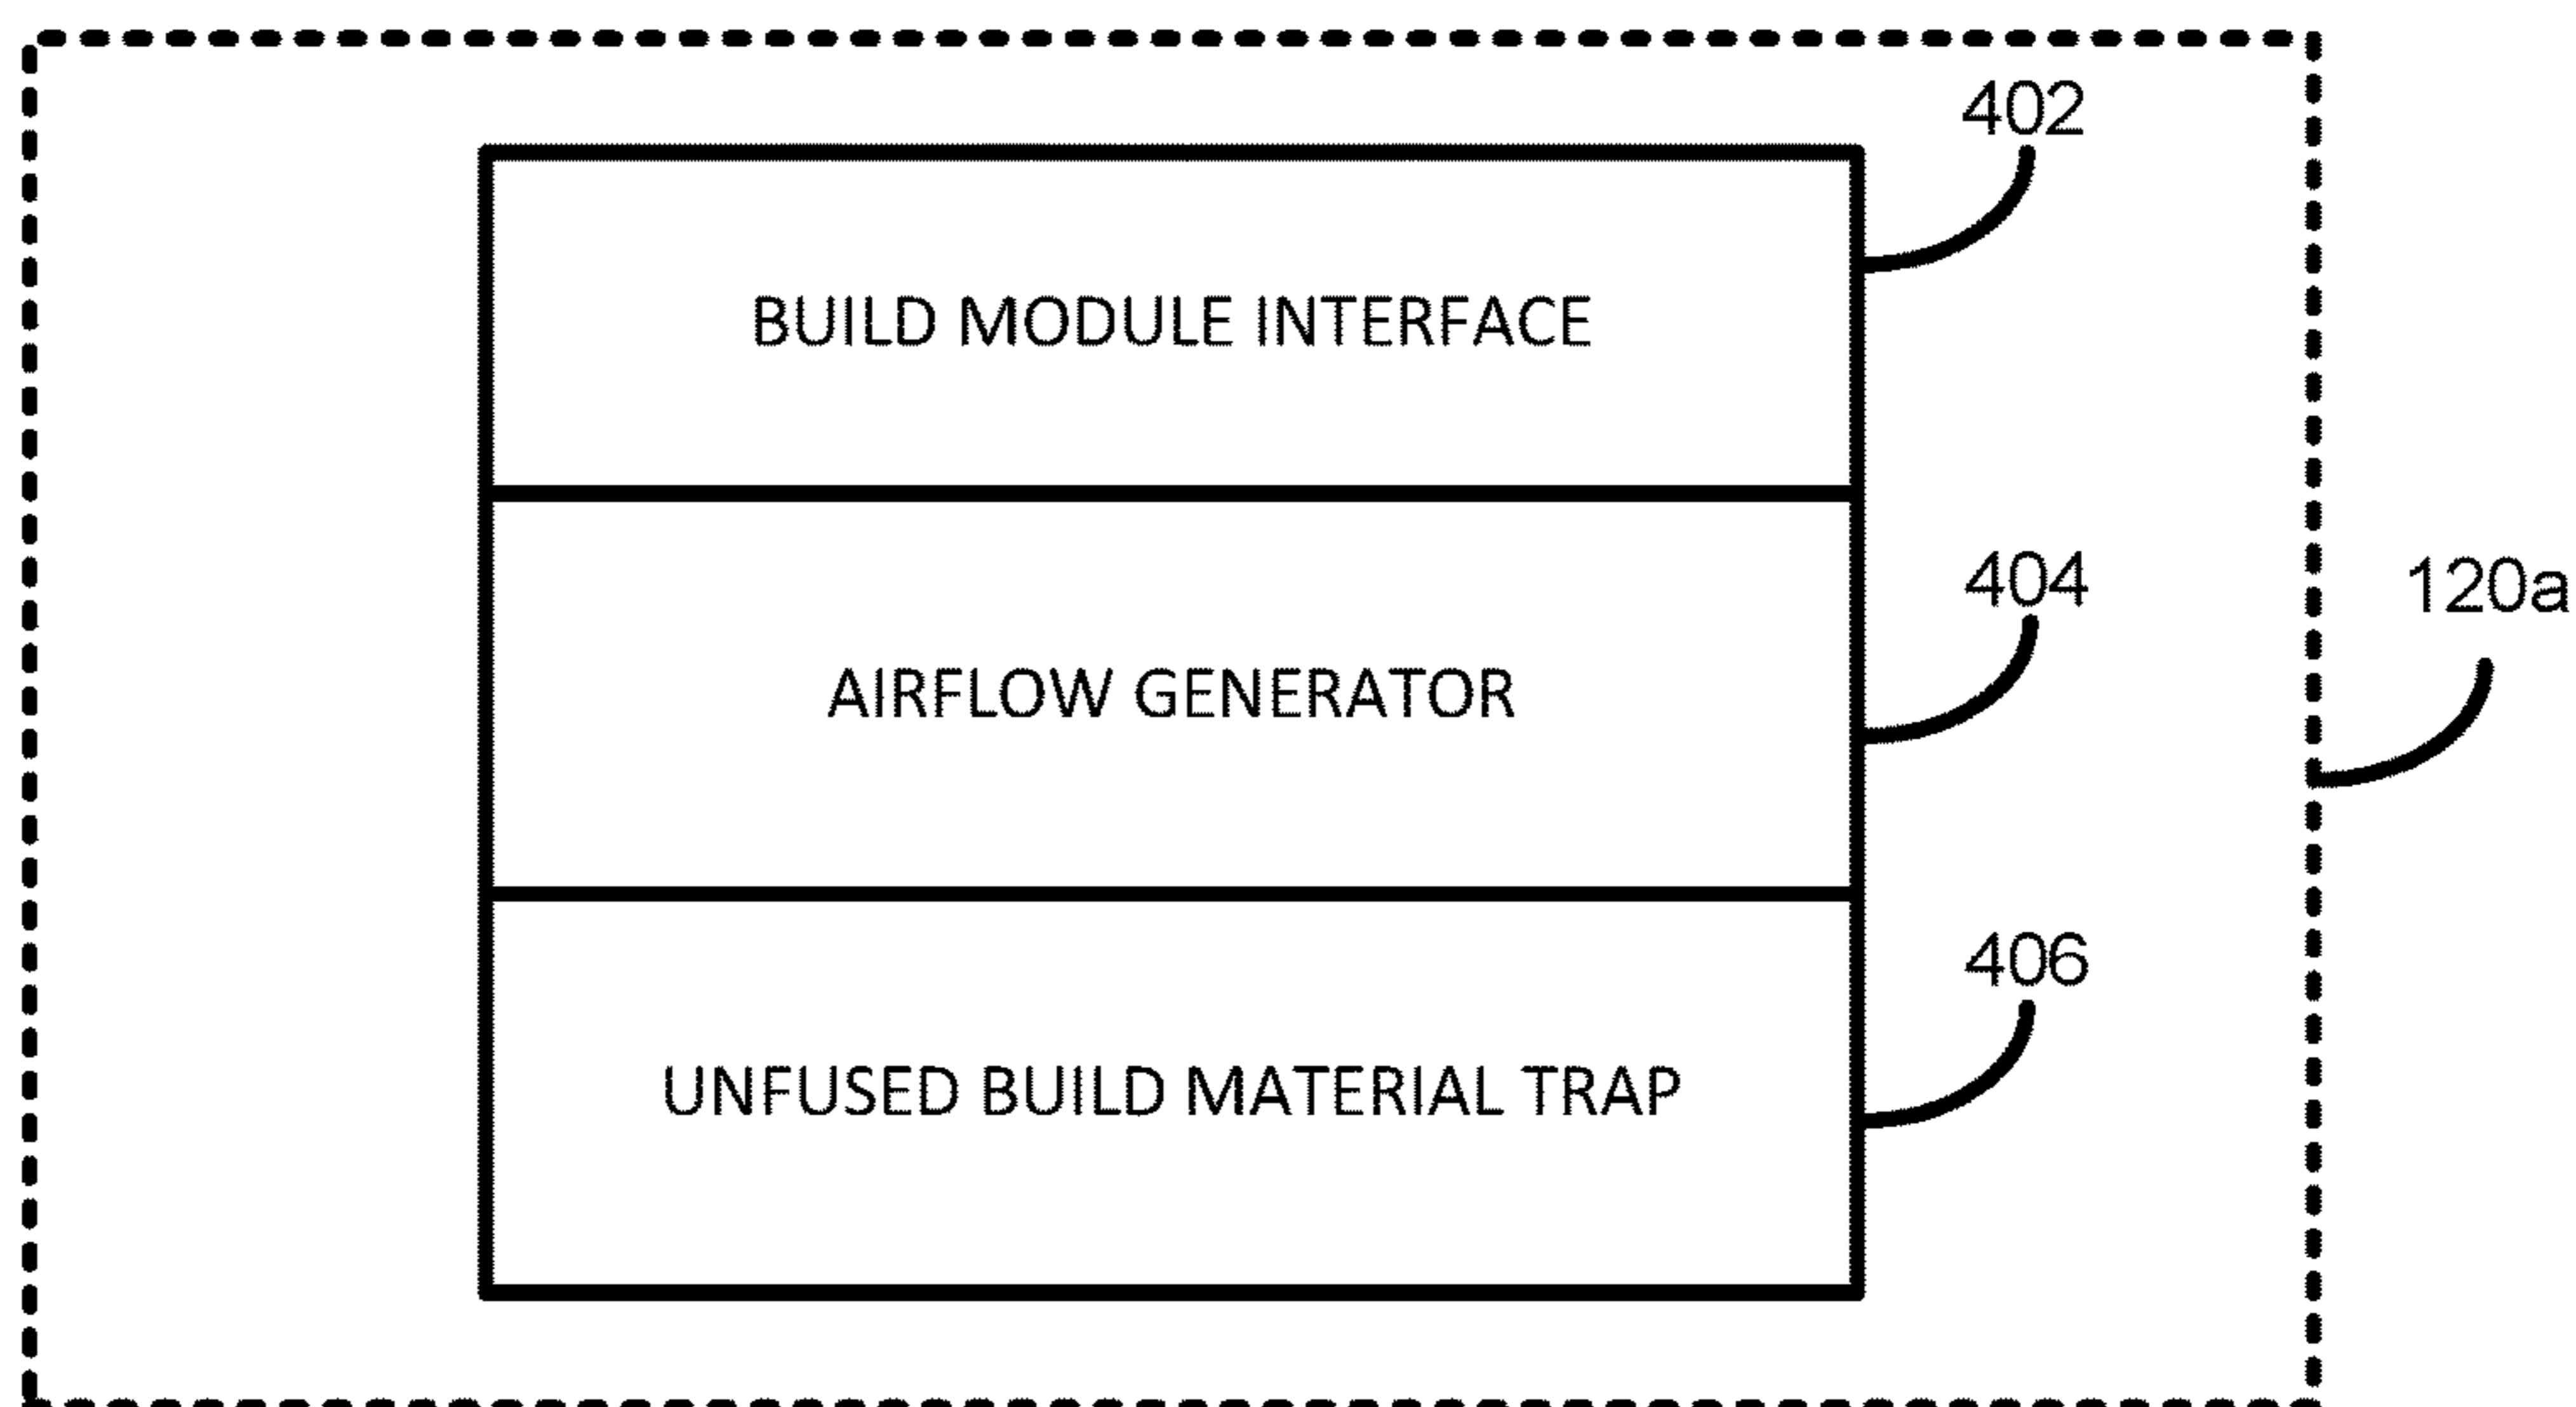 402
BUILD MODULE INTERFACE
404
120a
AIRFLOW GENERATOR
406
UNFUSED BUILD MATERIAL TRAP